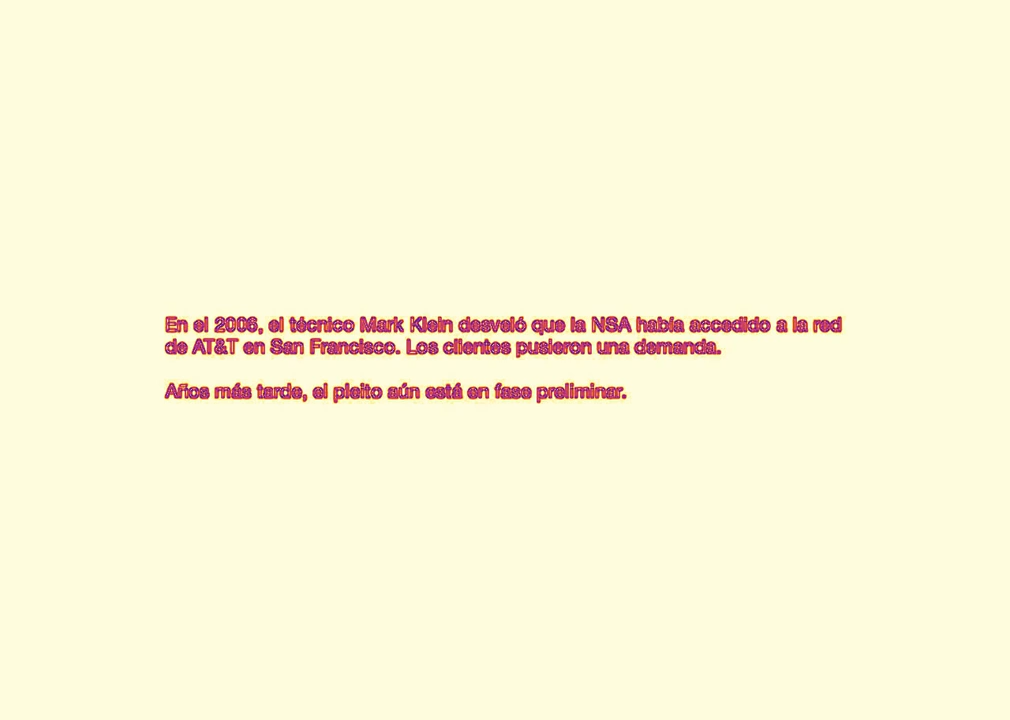 En el 2006, el técnico Mark Klein desveló que la NSA había accedido a la red
de AT&T en San Francisco. Los clientes pusieron una demanda.
Años más tarde, el pleito aún está en fase preliminar.